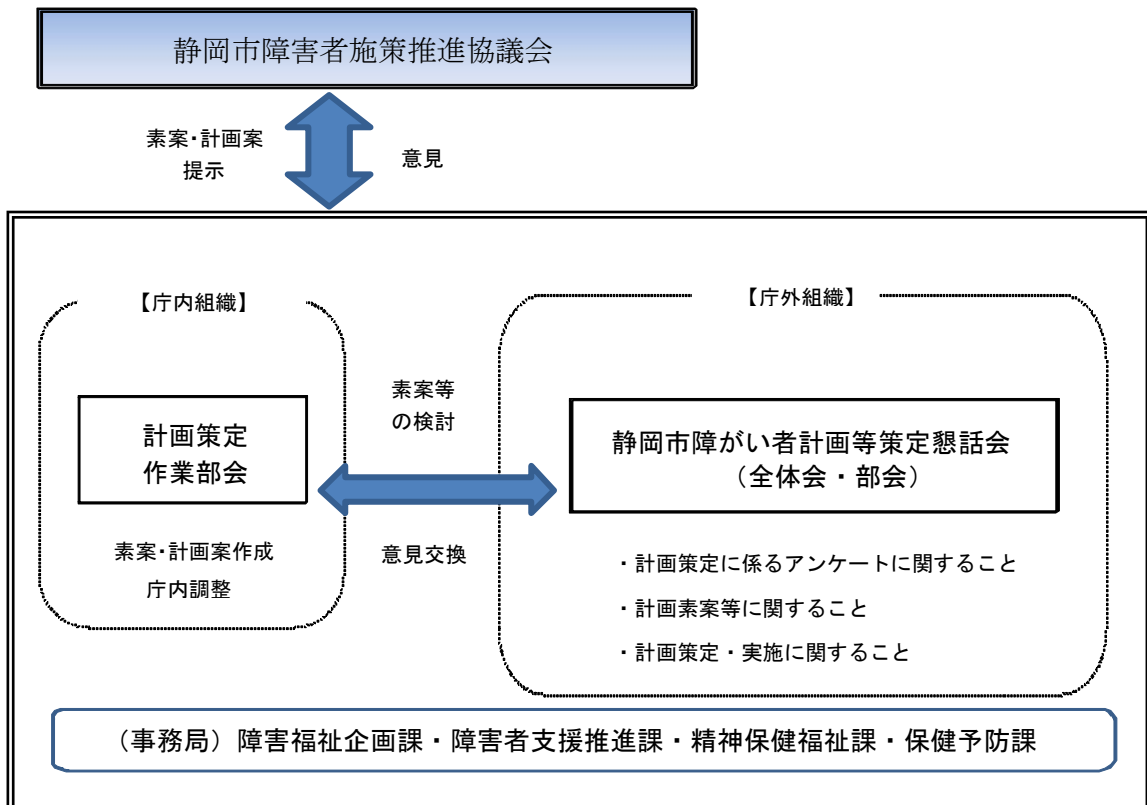 静岡市障害者施策推進協議会
素案・計画案
提示
意見
【庁内組織】
計画策定
作業部会
素案・計画案作成
庁内調整
素案等
の検討
意見交換
【庁外組織】
静岡市障がい者計画等策定懇話会
（全体会・部会）
・計画策定に係るアンケートに関すること
・計画素案等に関すること
・計画策定・実施に関すること
（事務局）障害福祉企画課・障害者支援推進課・精神保健福祉課・保健予防課